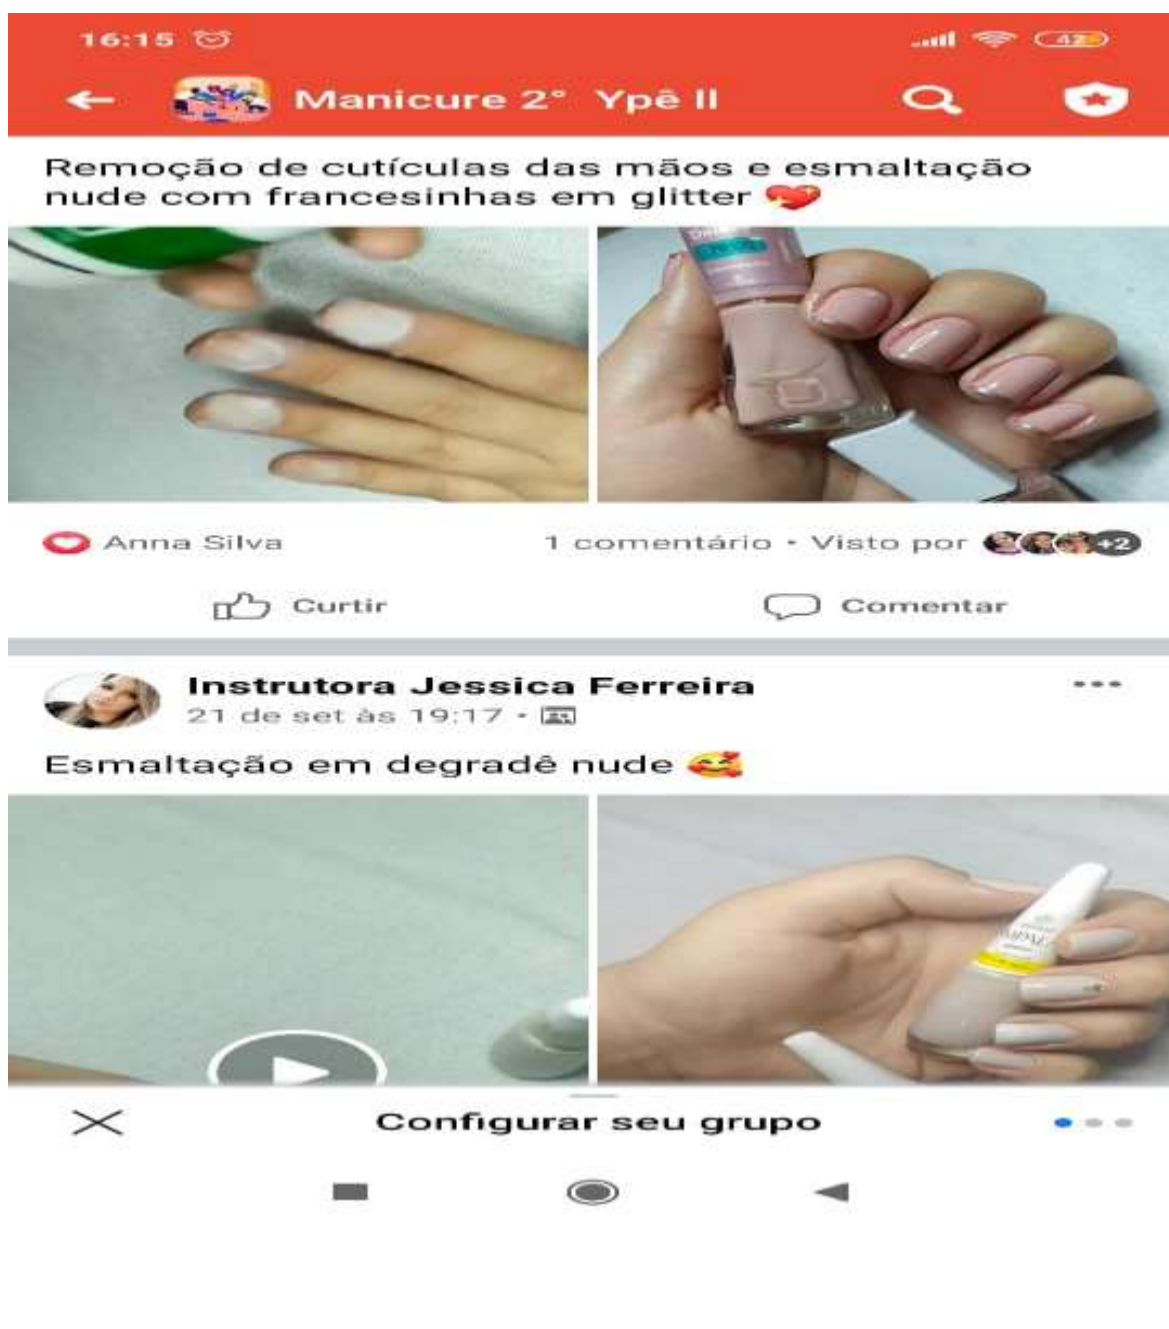 16:15
42
Manicure 2° Ypê II
Remoção de cutículas das mãos e esmaltação
nude com francesinhas em glitter
Anna Silva
1 comentário • Visto por +2
Curtir
Comentar
Instrutora Jessica Ferreira
21 de set às 19:17 •
Esmaltação em degradê nude
Configurar seu grupo